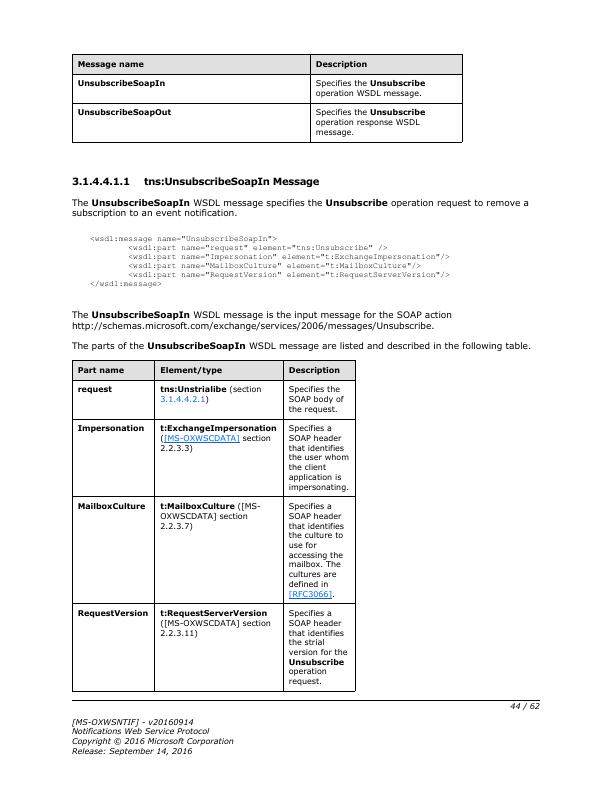 Message name Description
UnsubscribeSoapIn Specifies the Unsubscribe
operation WSDL message.
UnsubscribeSoapOut Specifies the Unsubscribe
operation response WSDL
message.
3.1.4.4.1.1 tns:UnsubscribeSoapIn Message
The UnsubscribeSoapIn WSDL message specifies the Unsubscribe operation request to remove a
subscription to an event notification.
<wsdl:message name="UnsubscribeSoapIn">
<wsdl:part name="request" element="tns:Unsubscribe" />
<wsdl:part name="Impersonation" element="t:ExchangeImpersonation"/>
<wsdl:part name="MailboxCulture" element="t:MailboxCulture"/>
<wsdl:part name="RequestVersion" element="t:RequestServerVersion"/>
</wsdl:message>
The UnsubscribeSoapIn WSDL message is the input message for the SOAP action
http://schemas.microsoft.com/exchange/services/2006/messages/Unsubscribe.
The parts of the UnsubscribeSoapIn WSDL message are listed and described in the following table.
Part name Element/type Description
request tns:Unstrialibe (section Specifies the
3.1.4.4.2.1) SOAP body of
the request.
Impersonation t:ExchangeImpersonation Specifies a
([MS-OXWSCDATA] section SOAP header
2.2.3.3) that identifies
the user whom
the client
application is
impersonating.
MailboxCulture t:MailboxCulture ([MS- Specifies a
OXWSCDATA] section SOAP header
2.2.3.7) that identifies
the culture to
use for
accessing the
mailbox. The
cultures are
defined in
[RFC3066].
RequestVersion t:RequestServerVersion Specifies a
([MS-OXWSCDATA] section SOAP header
2.2.3.11) that identifies
the strial
version for the
Unsubscribe
operation
request.
44 / 62
[MS-OXWSNTIF] - v20160914
Notifications Web Service Protocol
Copyright © 2016 Microsoft Corporation
Release: September 14, 2016